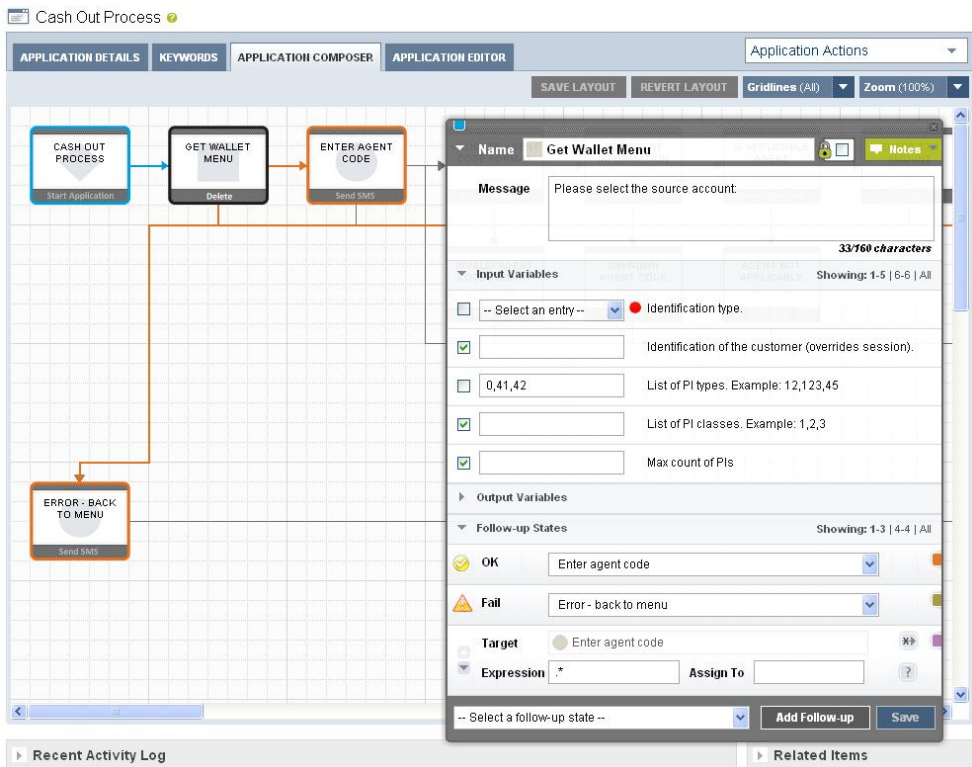 Cash Out Process
APPLICATION DETAILS KEYWORDS APPLICATION COMPOSER APPLICATION EDITOR
Application Actions
SAVE LAYOUT REVERT LAYOUT Gridlines (All) Zoom (100%)
CASH OUT
PROCESS
Start Application
GET WALLET
MENU
Delete
ENTER AGENT
CODE
Send SMS
ERROR - BACK
TO MENU
Send SMS
Name Get Wallet Menu Notes
Message Please select the source account:
33/160 characters
Input Variables Showing: 1-5 | 6-6 | All
-- Select an entry -- Identification type.
Identification of the customer (overrides session).
0,41,42 List of PI types. Example: 12,123,45
List of PI classes. Example: 1,2,3
Max count of PIs
Output Variables
Follow-up States Showing: 1-3 | 4-4 | All
OK Enter agent code
Fail Error - back to menu
Target Enter agent code
Expression .* Assign To
-- Select a follow-up state -- Add Follow-up Save
Recent Activity Log Related Items